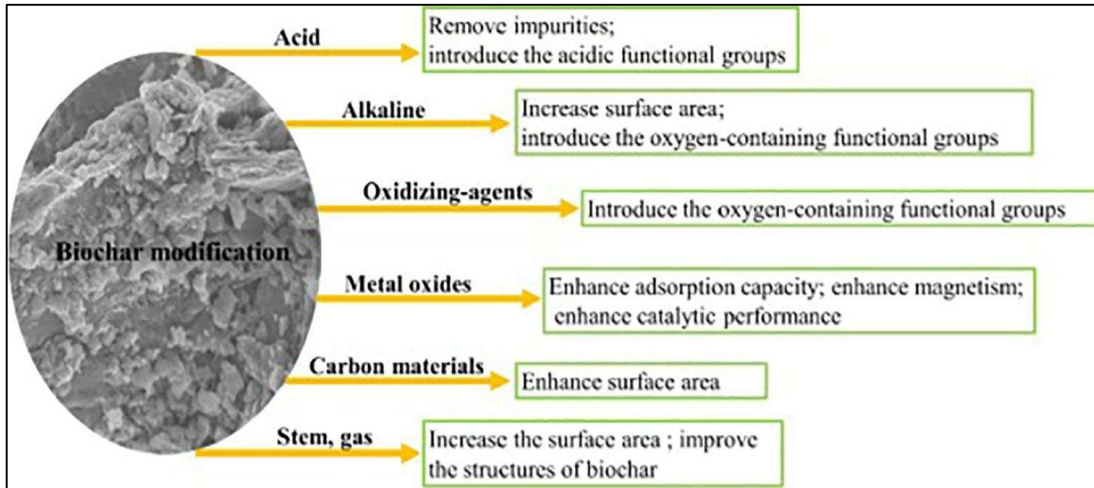 Acid
Remove impurities;
introduce the acidic functional groups
Alkaline
Increase surface area;
introduce the oxygen-containing functional groups
Oxidizing-agents
Introduce the oxygen-containing functional groups
Biochar modification
Metal oxides
Enhance adsorption capacity; enhance magnetism;
enhance catalytic performance
Carbon materials
Enhance surface area
Stem, gas
Increase the surface area ; improve
the structures of biochar